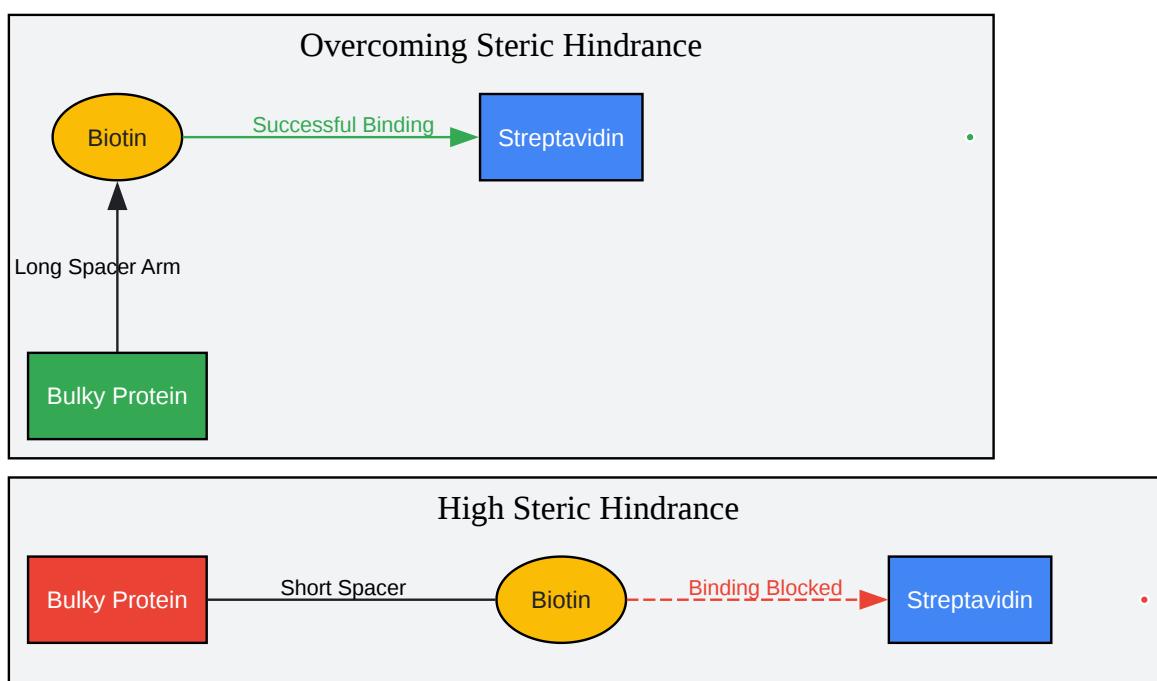 Overcoming Steric Hindrance
Biotin
Successful Binding
Streptavidin
Long Spacer Arm
Bulky Protein
High Steric Hindrance
Bulky Protein
Short Spacer
Biotin
Binding Blocked
Streptavidin